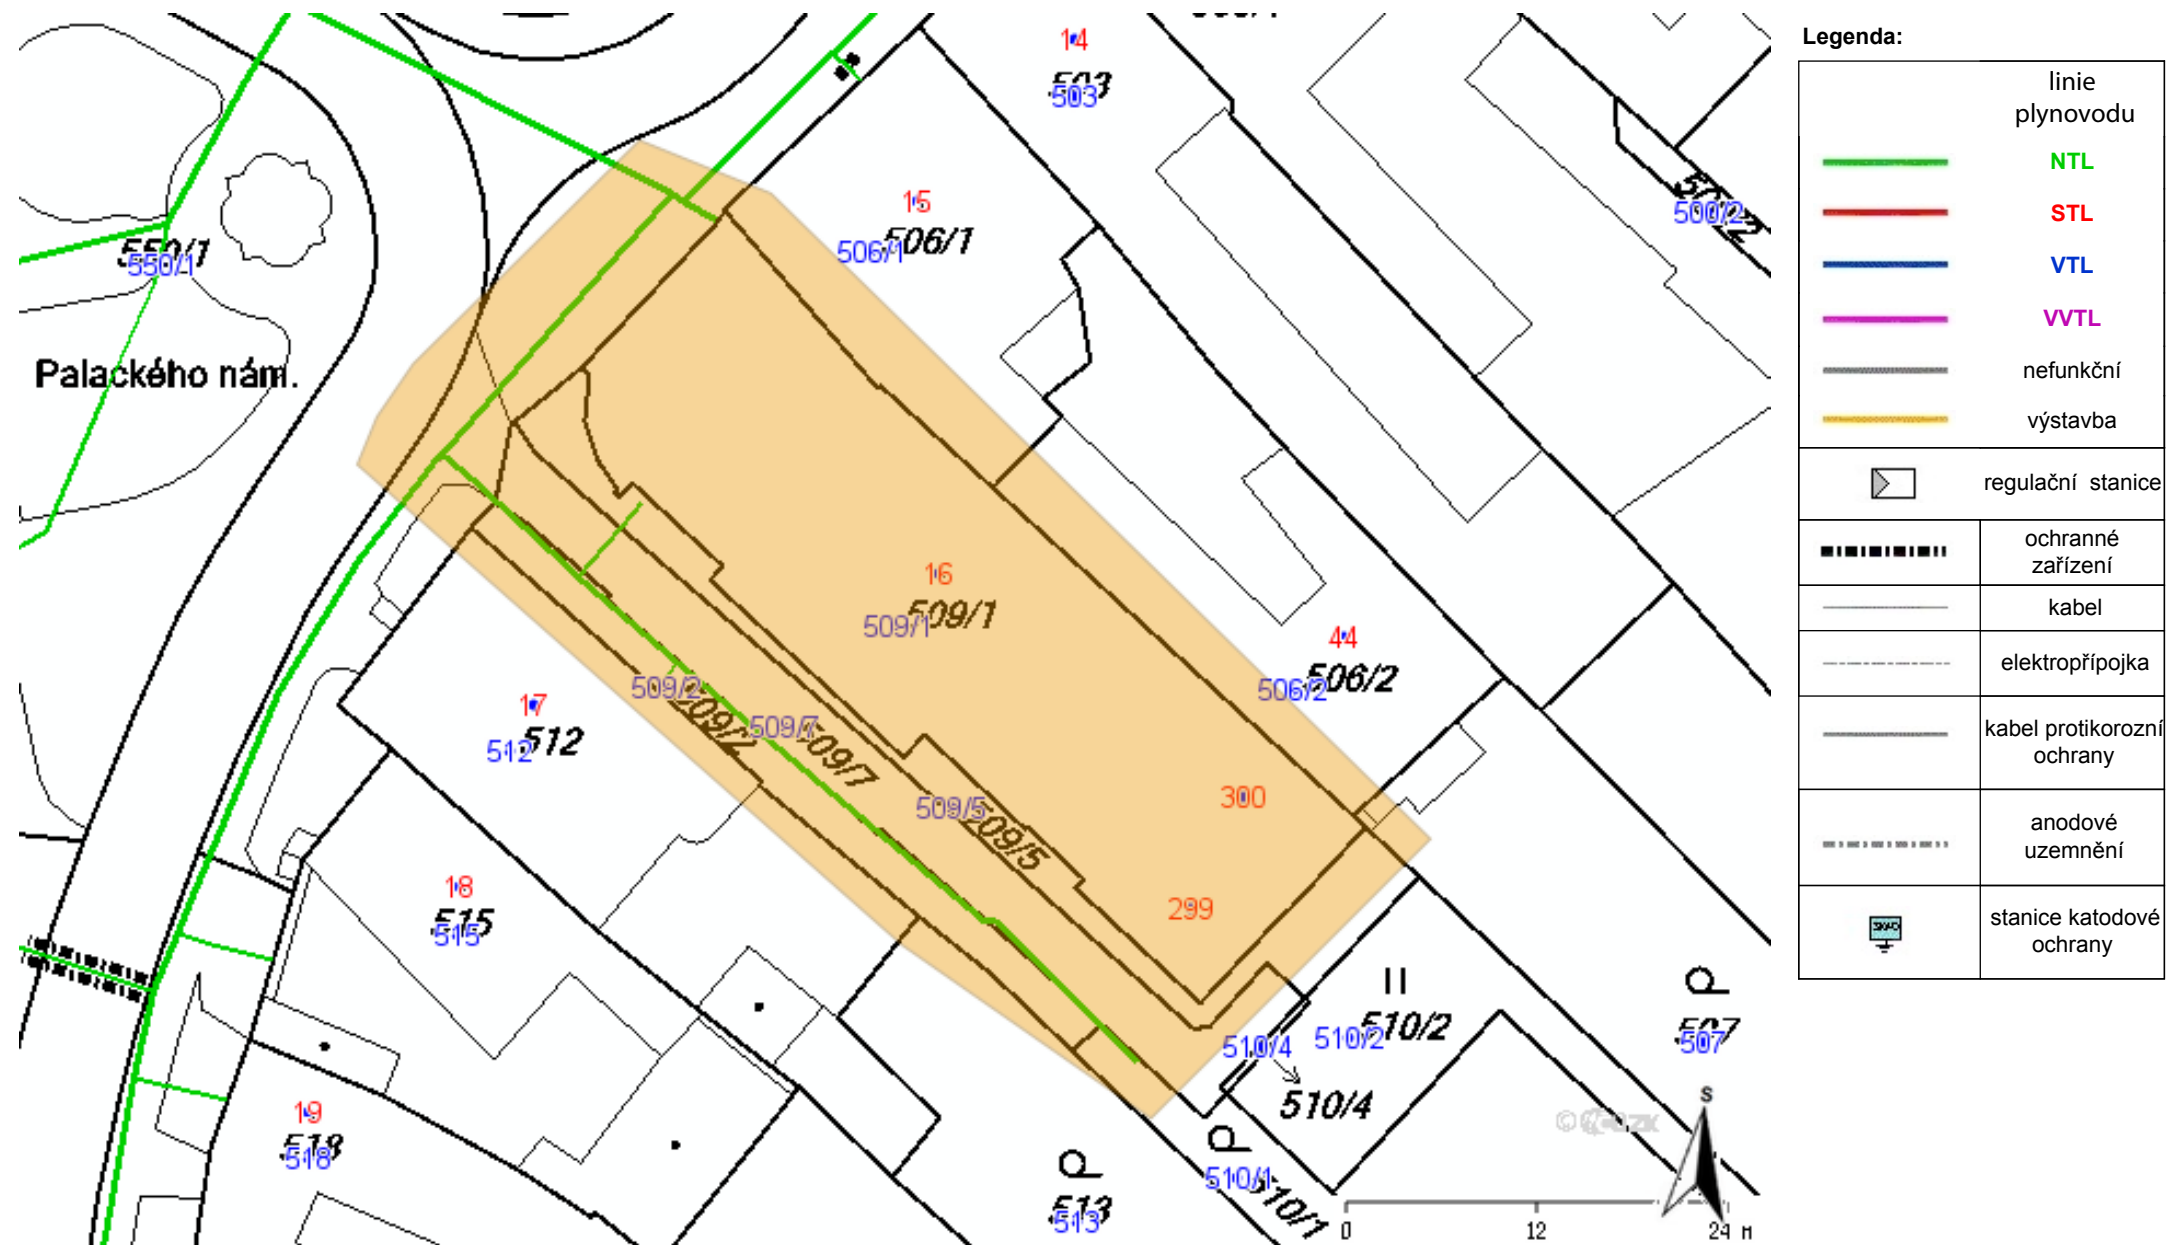 14
503
503
15
506/1
506/1
550/1
550/1
500/2
Palackého nám.
16
509/1
509/1
44
506/2
506/2
17
512
512
509/2
509/2
509/7
509/7
509/5
509/5
300
299
18
515
515
19
518
518
510/2
510/2
510/4
510/4
507
507
510/1
510/1
513
513
S
0
12
24 M
Legenda:
linie
plynovodu
NTL
STL
VTL
VVTL
nefunkční
výstavba
regulační stanice
ochranné
zařízení
kabel
elektropřípojka
kabel protikorozní
ochrany
anodové
uzemnění
stanice katodové
ochrany